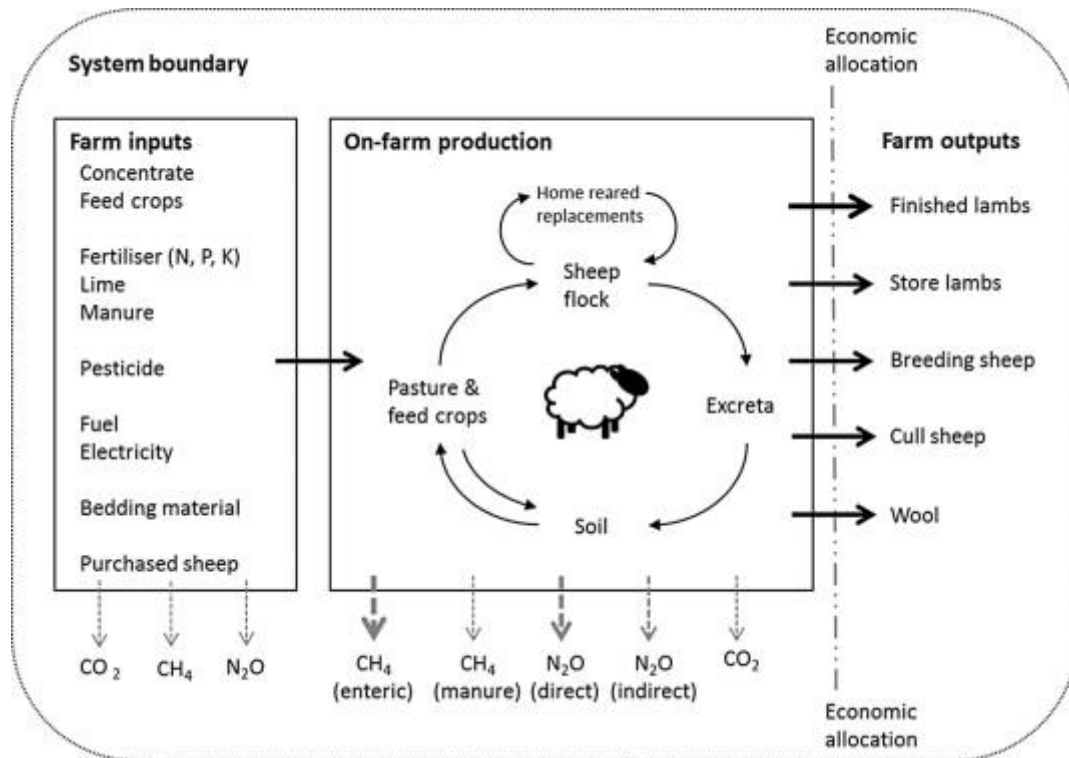 Economic
allocation
System boundary
Farm inputs
Concentrate
Feed crops
Fertiliser (N, P, K)
Lime
Manure
Pesticide
Fuel
Electricity
Bedding material
Purchased sheep
CO₂
CH₄
N₂O
On-farm production
Home reared
replacements
Sheep
flock
Pasture &
feed crops
Excreta
Soil
CH₄
(enteric)
CH₄
(manure)
N₂O
(direct)
N₂O
(indirect)
CO₂
Farm outputs
Finished lambs
Store lambs
Breeding sheep
Cull sheep
Wool
Economic
allocation